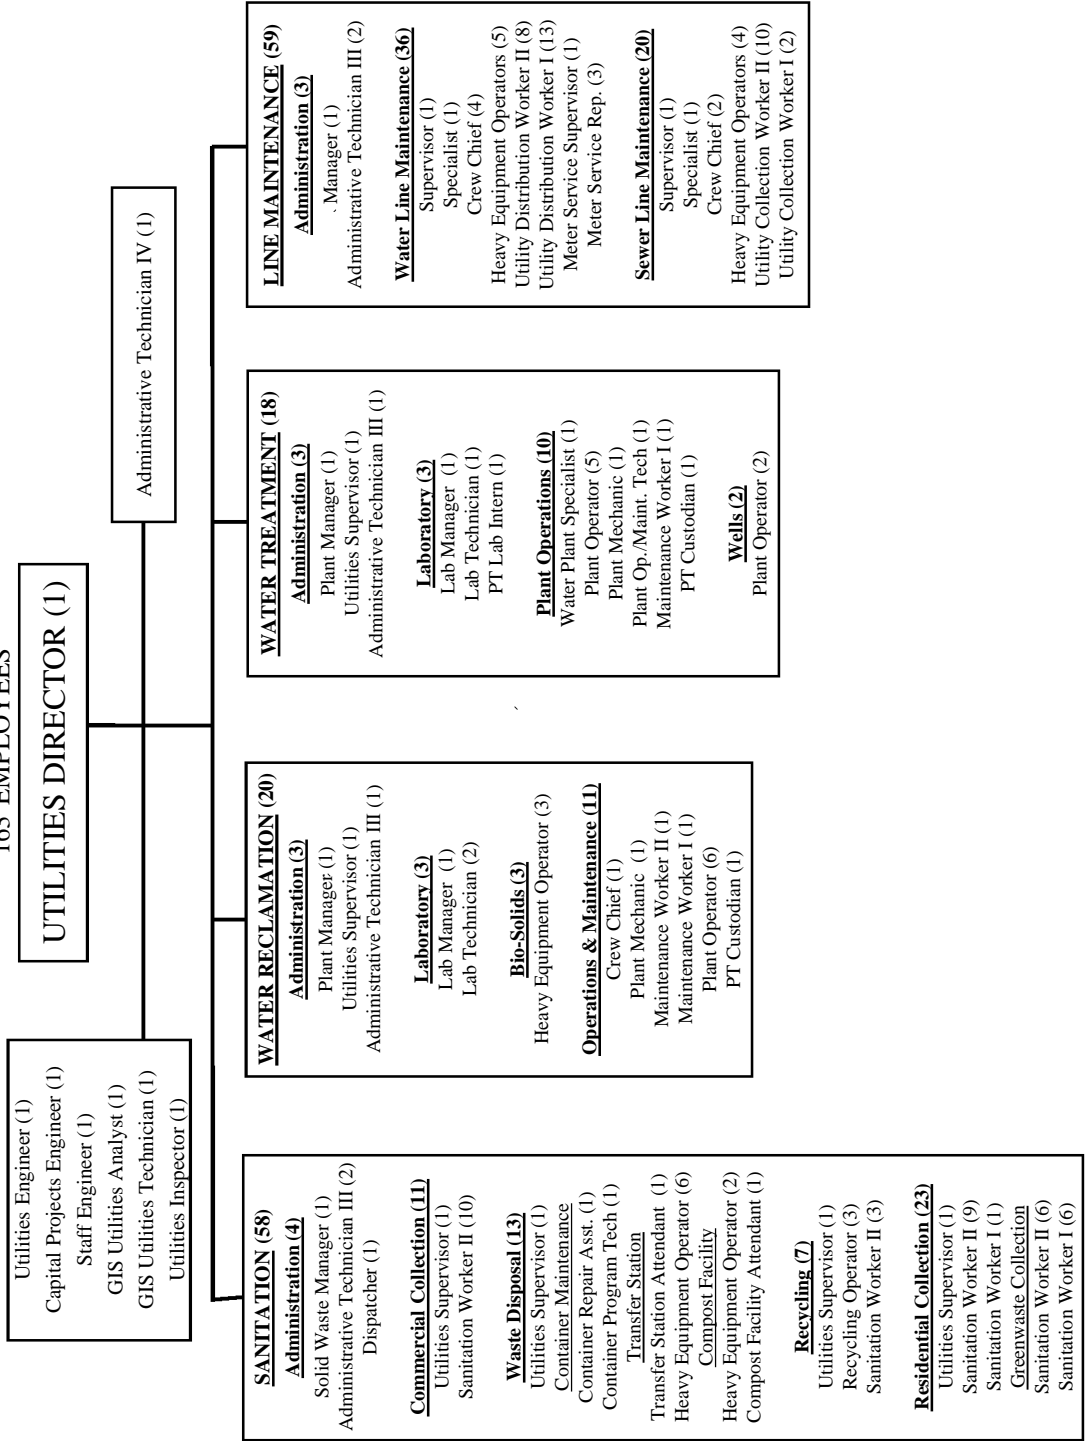 163 EMPLOYEES
UTILITIES DIRECTOR (1)
Utilities Engineer (1)
Capital Projects Engineer (1)
Staff Engineer (1)
GIS Utilities Analyst (1)
GIS Utilities Technician (1)
Utilities Inspector (1)
Administrative Technician IV (1)
SANITATION (58)
Administration (4)
Solid Waste Manager (1)
Administrative Technician III (2)
Dispatcher (1)
Commercial Collection (11)
Utilities Supervisor (1)
Sanitation Worker II (10)
Waste Disposal (13)
Utilities Supervisor (1)
Container Maintenance
Container Repair Asst. (1)
Container Program Tech (1)
Transfer Station
Transfer Station Attendant (1)
Heavy Equipment Operator (6)
Compost Facility
Heavy Equipment Operator (2)
Compost Facility Attendant (1)
Recycling (7)
Utilities Supervisor (1)
Recycling Operator (3)
Sanitation Worker II (3)
Residential Collection (23)
Utilities Supervisor (1)
Sanitation Worker II (9)
Sanitation Worker I (1)
Greenwaste Collection
Sanitation Worker II (6)
Sanitation Worker I (6)
WATER RECLAMATION (20)
Administration (3)
Plant Manager (1)
Utilities Supervisor (1)
Administrative Technician III (1)
Laboratory (3)
Lab Manager (1)
Lab Technician (2)
Bio-Solids (3)
Heavy Equipment Operator (3)
Operations & Maintenance (11)
Crew Chief (1)
Plant Mechanic (1)
Maintenance Worker II (1)
Maintenance Worker I (1)
Plant Operator (6)
PT Custodian (1)
WATER TREATMENT (18)
Administration (3)
Plant Manager (1)
Utilities Supervisor (1)
Administrative Technician III (1)
Laboratory (3)
Lab Manager (1)
Lab Technician (1)
PT Lab Intern (1)
Plant Operations (10)
Water Plant Specialist (1)
Plant Operator (5)
Plant Mechanic (1)
Plant Op./Maint. Tech (1)
Maintenance Worker I (1)
PT Custodian (1)
Wells (2)
Plant Operator (2)
LINE MAINTENANCE (59)
Administration (3)
Manager (1)
Administrative Technician III (2)
Water Line Maintenance (36)
Supervisor (1)
Specialist (1)
Crew Chief (4)
Heavy Equipment Operators (5)
Utility Distribution Worker II (8)
Utility Distribution Worker I (13)
Meter Service Supervisor (1)
Meter Service Rep. (3)
Sewer Line Maintenance (20)
Supervisor (1)
Specialist (1)
Crew Chief (2)
Heavy Equipment Operators (4)
Utility Collection Worker II (10)
Utility Collection Worker I (2)